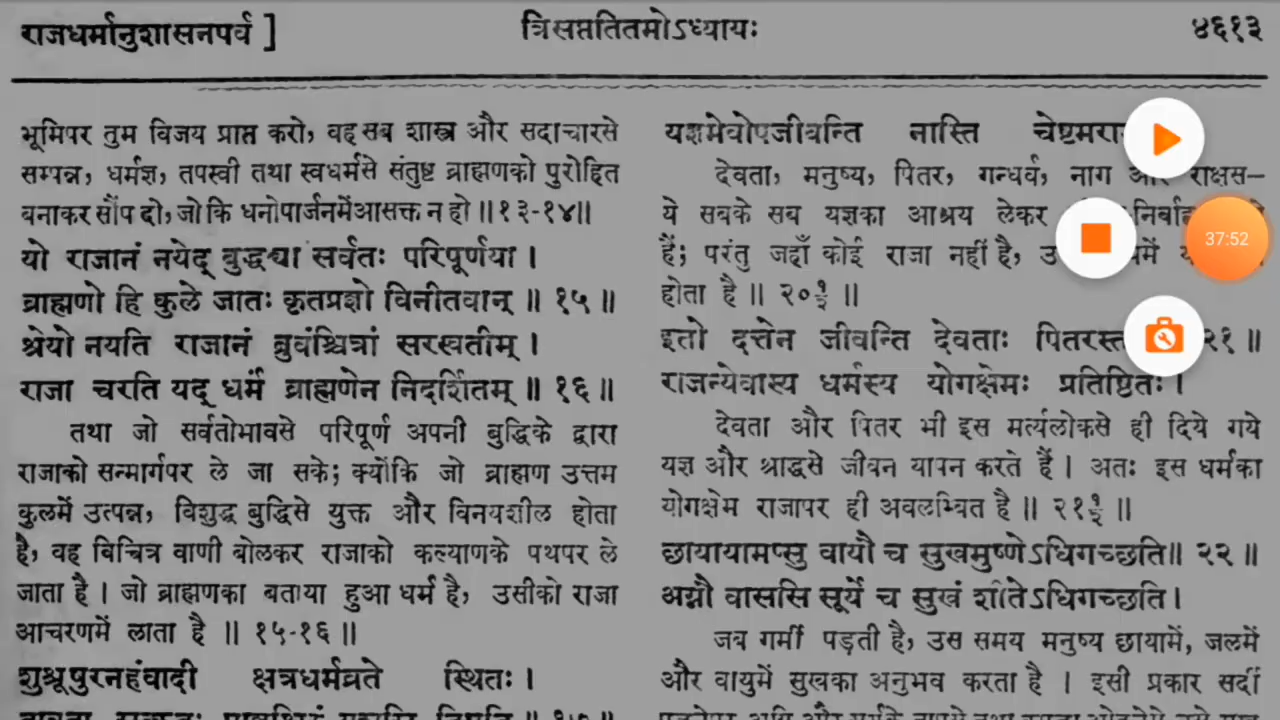 राजधर्मानुशासनपर्व ]
त्रिसप्ततितमोऽध्यायः
४६१३
भूमिपर तुम विजय प्राप्त करो, वह सब शास्त्र और सदाचारसे
सम्पन्न, धर्मज्ञ, तपस्वी तथा स्वधर्मसे संतुष्ट ब्राह्मणको पुरोहित
बनाकर सौंप दो, जो कि धनोपार्जनमें आसक्त न हो ॥ १३-१४॥
यो राजानं नयेद् बुद्ध्या सर्वतः परिपूर्णया ।
ब्राह्मणो हि कुले जातः कृतप्रज्ञो विनीतवान् ॥ १५ ॥
श्रेयो नयति राजानं ब्रुवंश्चित्रां सरस्वतीम् ।
राजा चरति यद् धर्मं ब्राह्मणेन निदर्शितम् ॥ १६ ॥
तथा जो सर्वतोभावसे परिपूर्ण अपनी बुद्धिके द्वारा
राजाको सन्मार्गपर ले जा सके; क्योंकि जो ब्राह्मण उत्तम
कुलमें उत्पन्न, विशुद्ध बुद्धिसे युक्त और विनयशील होता
है, वह विचित्र वाणी बोलकर राजाको कल्याणके पथपर ले
जाता है । जो ब्राह्मणका बताया हुआ धर्म है, उसीको राजा
आचरणमें लाता है ॥ १५-१६ ॥
शुश्रूषुरनहंवादी क्षत्रधर्मव्रते स्थितः ।
यज्ञमेवोपजीवन्ति नास्ति
देवता, मनुष्य, पितर, गन्धर्व, नाग और राक्षस–
ये सबके सब यज्ञका आश्रय लेकर
हैं; परंतु जहाँ कोई राजा नहीं है,
होता है ॥ २०½ ॥
इतो दत्तेन जीवन्ति देवताः २१ ॥
राजन्येवास्य धर्मस्य योगक्षेमः प्रतिष्ठितः ।
देवता और पितर भी इस मर्त्यलोकसे ही दिये गये
यज्ञ और श्राद्धसे जीवन यापन करते हैं । अतः इस धर्मका
योगक्षेम राजापर ही अवलम्बित है ॥ २१½ ॥
छायायामप्सु वायौ च सुखमुष्णेऽधिगच्छति॥ २२ ॥
अग्नौ वाससि सूर्ये च सुखं शीतेऽधिगच्छति ।
जब गर्मी पड़ती है, उस समय मनुष्य छायामें, जलमें
और वायुमें सुखका अनुभव करता है । इसी प्रकार सर्दी
37:52